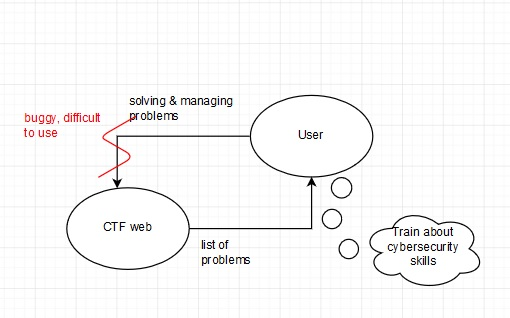 solving & managing
problems
buggy, difficult
to use
User
CTF web
list of
problems
Train about
cybersecurity
skills